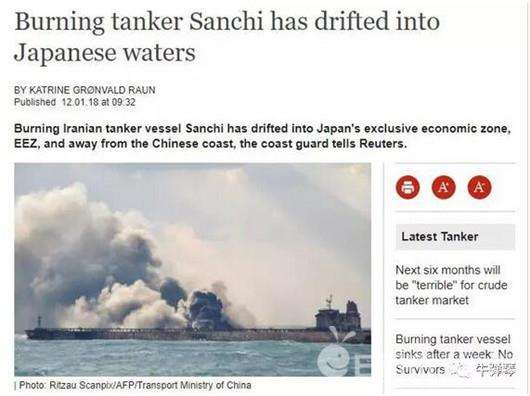 Burning tanker Sanchi has drifted into
Japanese waters
BY KATRINE GRØNVALD RAUN
Published 12.01.18 at 09:32
Burning Iranian tanker vessel Sanchi has drifted into Japan's exclusive economic zone,
EEZ, and away from the Chinese coast, the coast guard tells Reuters.
A+
A-
Latest Tanker
Next six months will
be "terrible" for crude
tanker market
Burning tanker vessel
sinks after a week: No
Survivors
牛弹琴
| Photo: Ritzau Scanpix/AFP/Transport Ministry of China